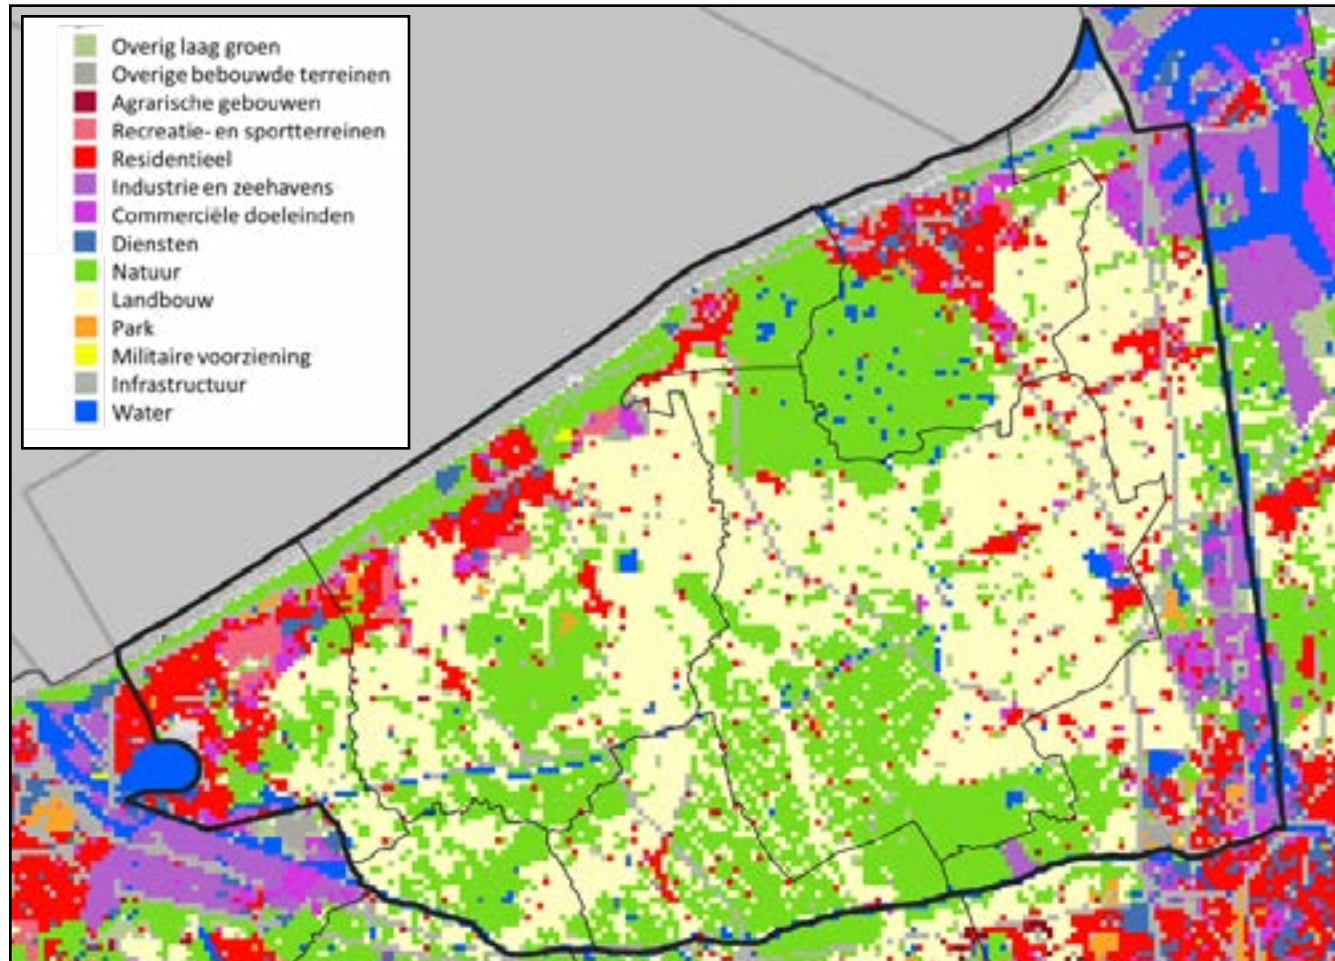 Overig laag groen
Overige bebouwde terreinen
Agrarische gebouwen
Recreatie- en sportterreinen
Residentieel
Industrie en zeehavens
Commerciële doeleinden
Diensten
Natuur
Landbouw
Park
Militaire voorziening
Infrastructuur
Water